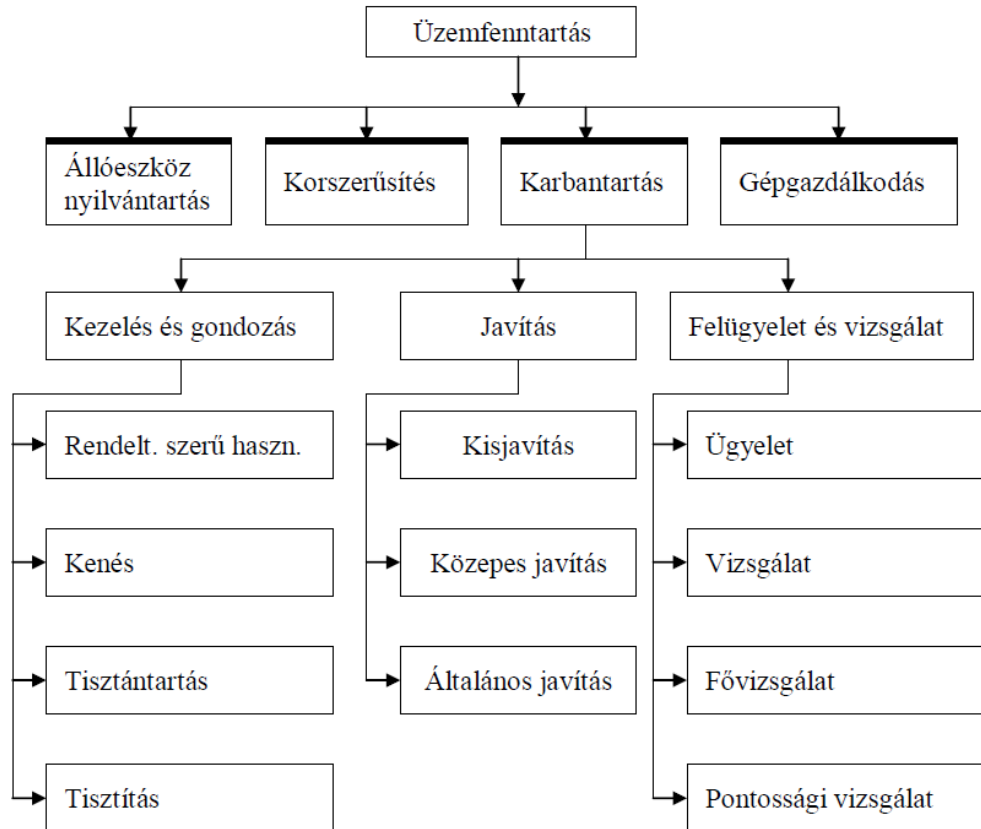 Üzemfenntartás
Állóeszköz
nyilvántartás
Korszerűsítés
Karbantartás
Gépgazdálkodás
Kezelés és gondozás
Javítás
Felügyelet és vizsgálat
Rendelt. szerű haszn.
Kisjavítás
Ügyelet
Kenés
Közepes javítás
Vizsgálat
Tisztántartás
Általános javítás
Fővizsgálat
Tisztítás
Pontossági vizsgálat